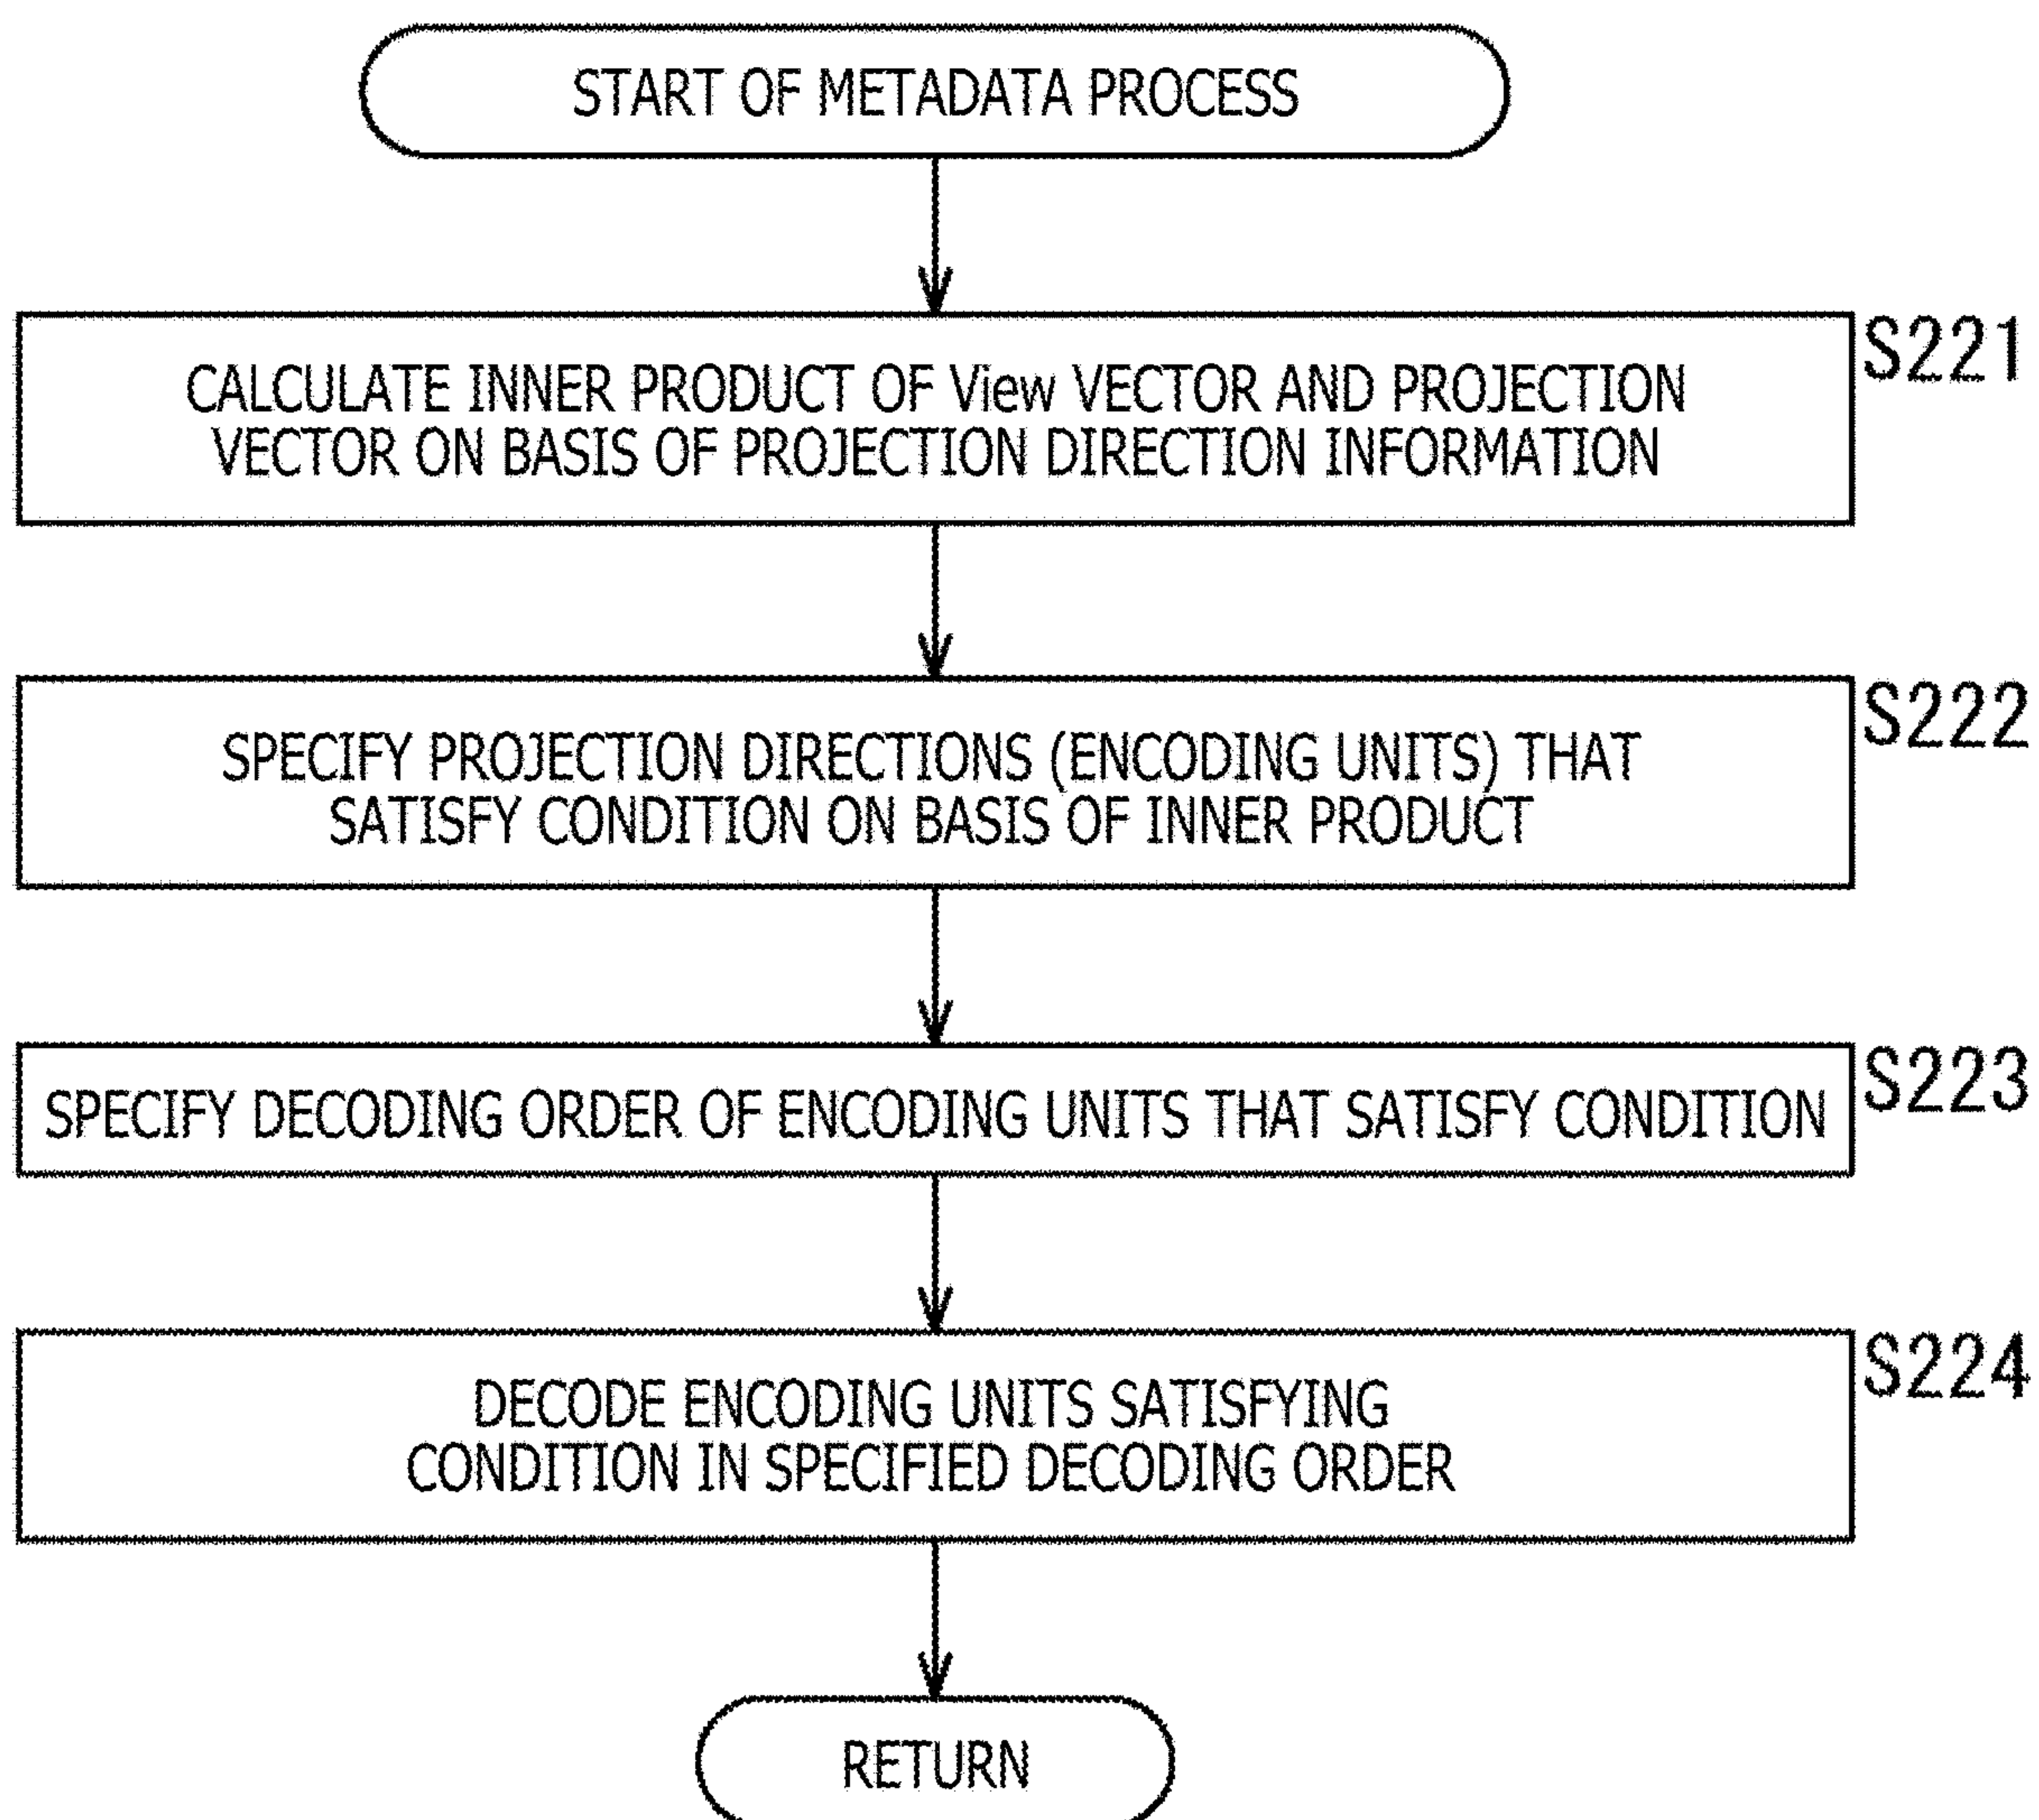 START OF METADATA PROCESS
S221
CALCULATE INNER PRODUCT OF View VECTOR AND PROJECTION
VECTOR ON BASIS OF PROJECTION DIRECTION INFORMATION
S222
SPECIFY PROJECTION DIRECTIONS (ENCODING UNITS) THAT
SATISFY CONDITION ON BASIS OF INNER PRODUCT
S223
SPECIFY DECODING ORDER OF ENCODING UNITS THAT SATISFY CONDITION
S224
DECODE ENCODING UNITS SATISFYING
CONDITION IN SPECIFIED DECODING ORDER
RETURN